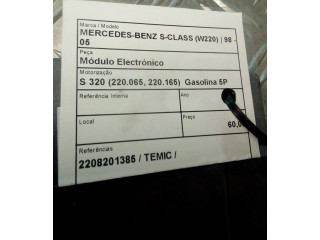 Marca / Modelo
MERCEDES-BENZ S-CLASS (W220) | 98 -
05
Peça
Módulo Electrónico
Motorização
S 320 (220.065, 220.165) Gasolina 5P
Referência Interna
Ano
Local
Preço
60,0
Referências
2208201385 / TEMIC /